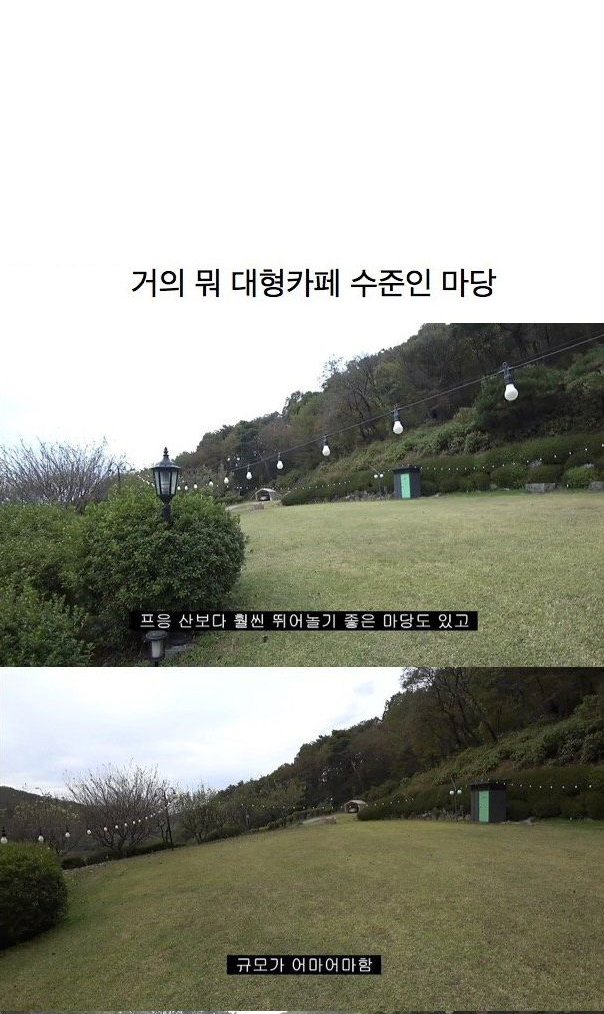 거의 뭐 대형카페 수준인 마당
프응 산보다 훨씬 뛰어놀기 좋은 마당도 있고
규모가 어마어마함